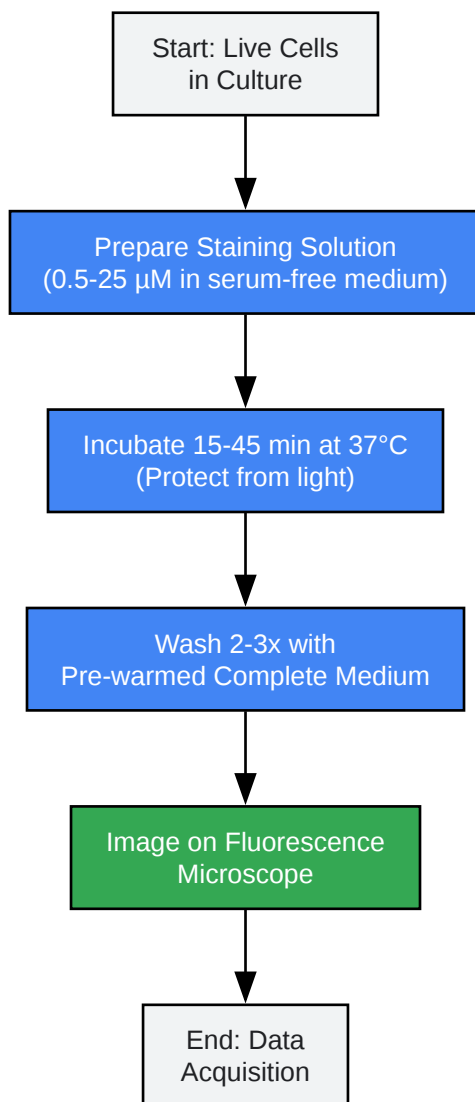 Start: Live Cells
in Culture
Prepare Staining Solution
(0.5-25 µM in serum-free medium)
Incubate 15-45 min at 37°C
(Protect from light)
Wash 2-3x with
Pre-warmed Complete Medium
Image on Fluorescence
Microscope
End: Data
Acquisition